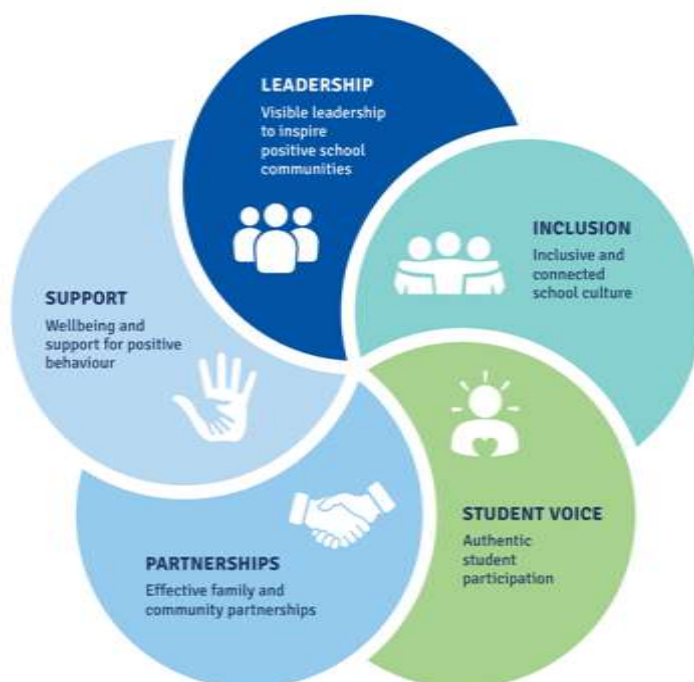 LEADERSHIP
Visible leadership
to inspire
positive school
communities
INCLUSION
Inclusive and
connected
school culture
STUDENT VOICE
Authentic
student
participation
PARTNERSHIPS
Effective family and
community partnerships
SUPPORT
Wellbeing and
support for positive
behaviour